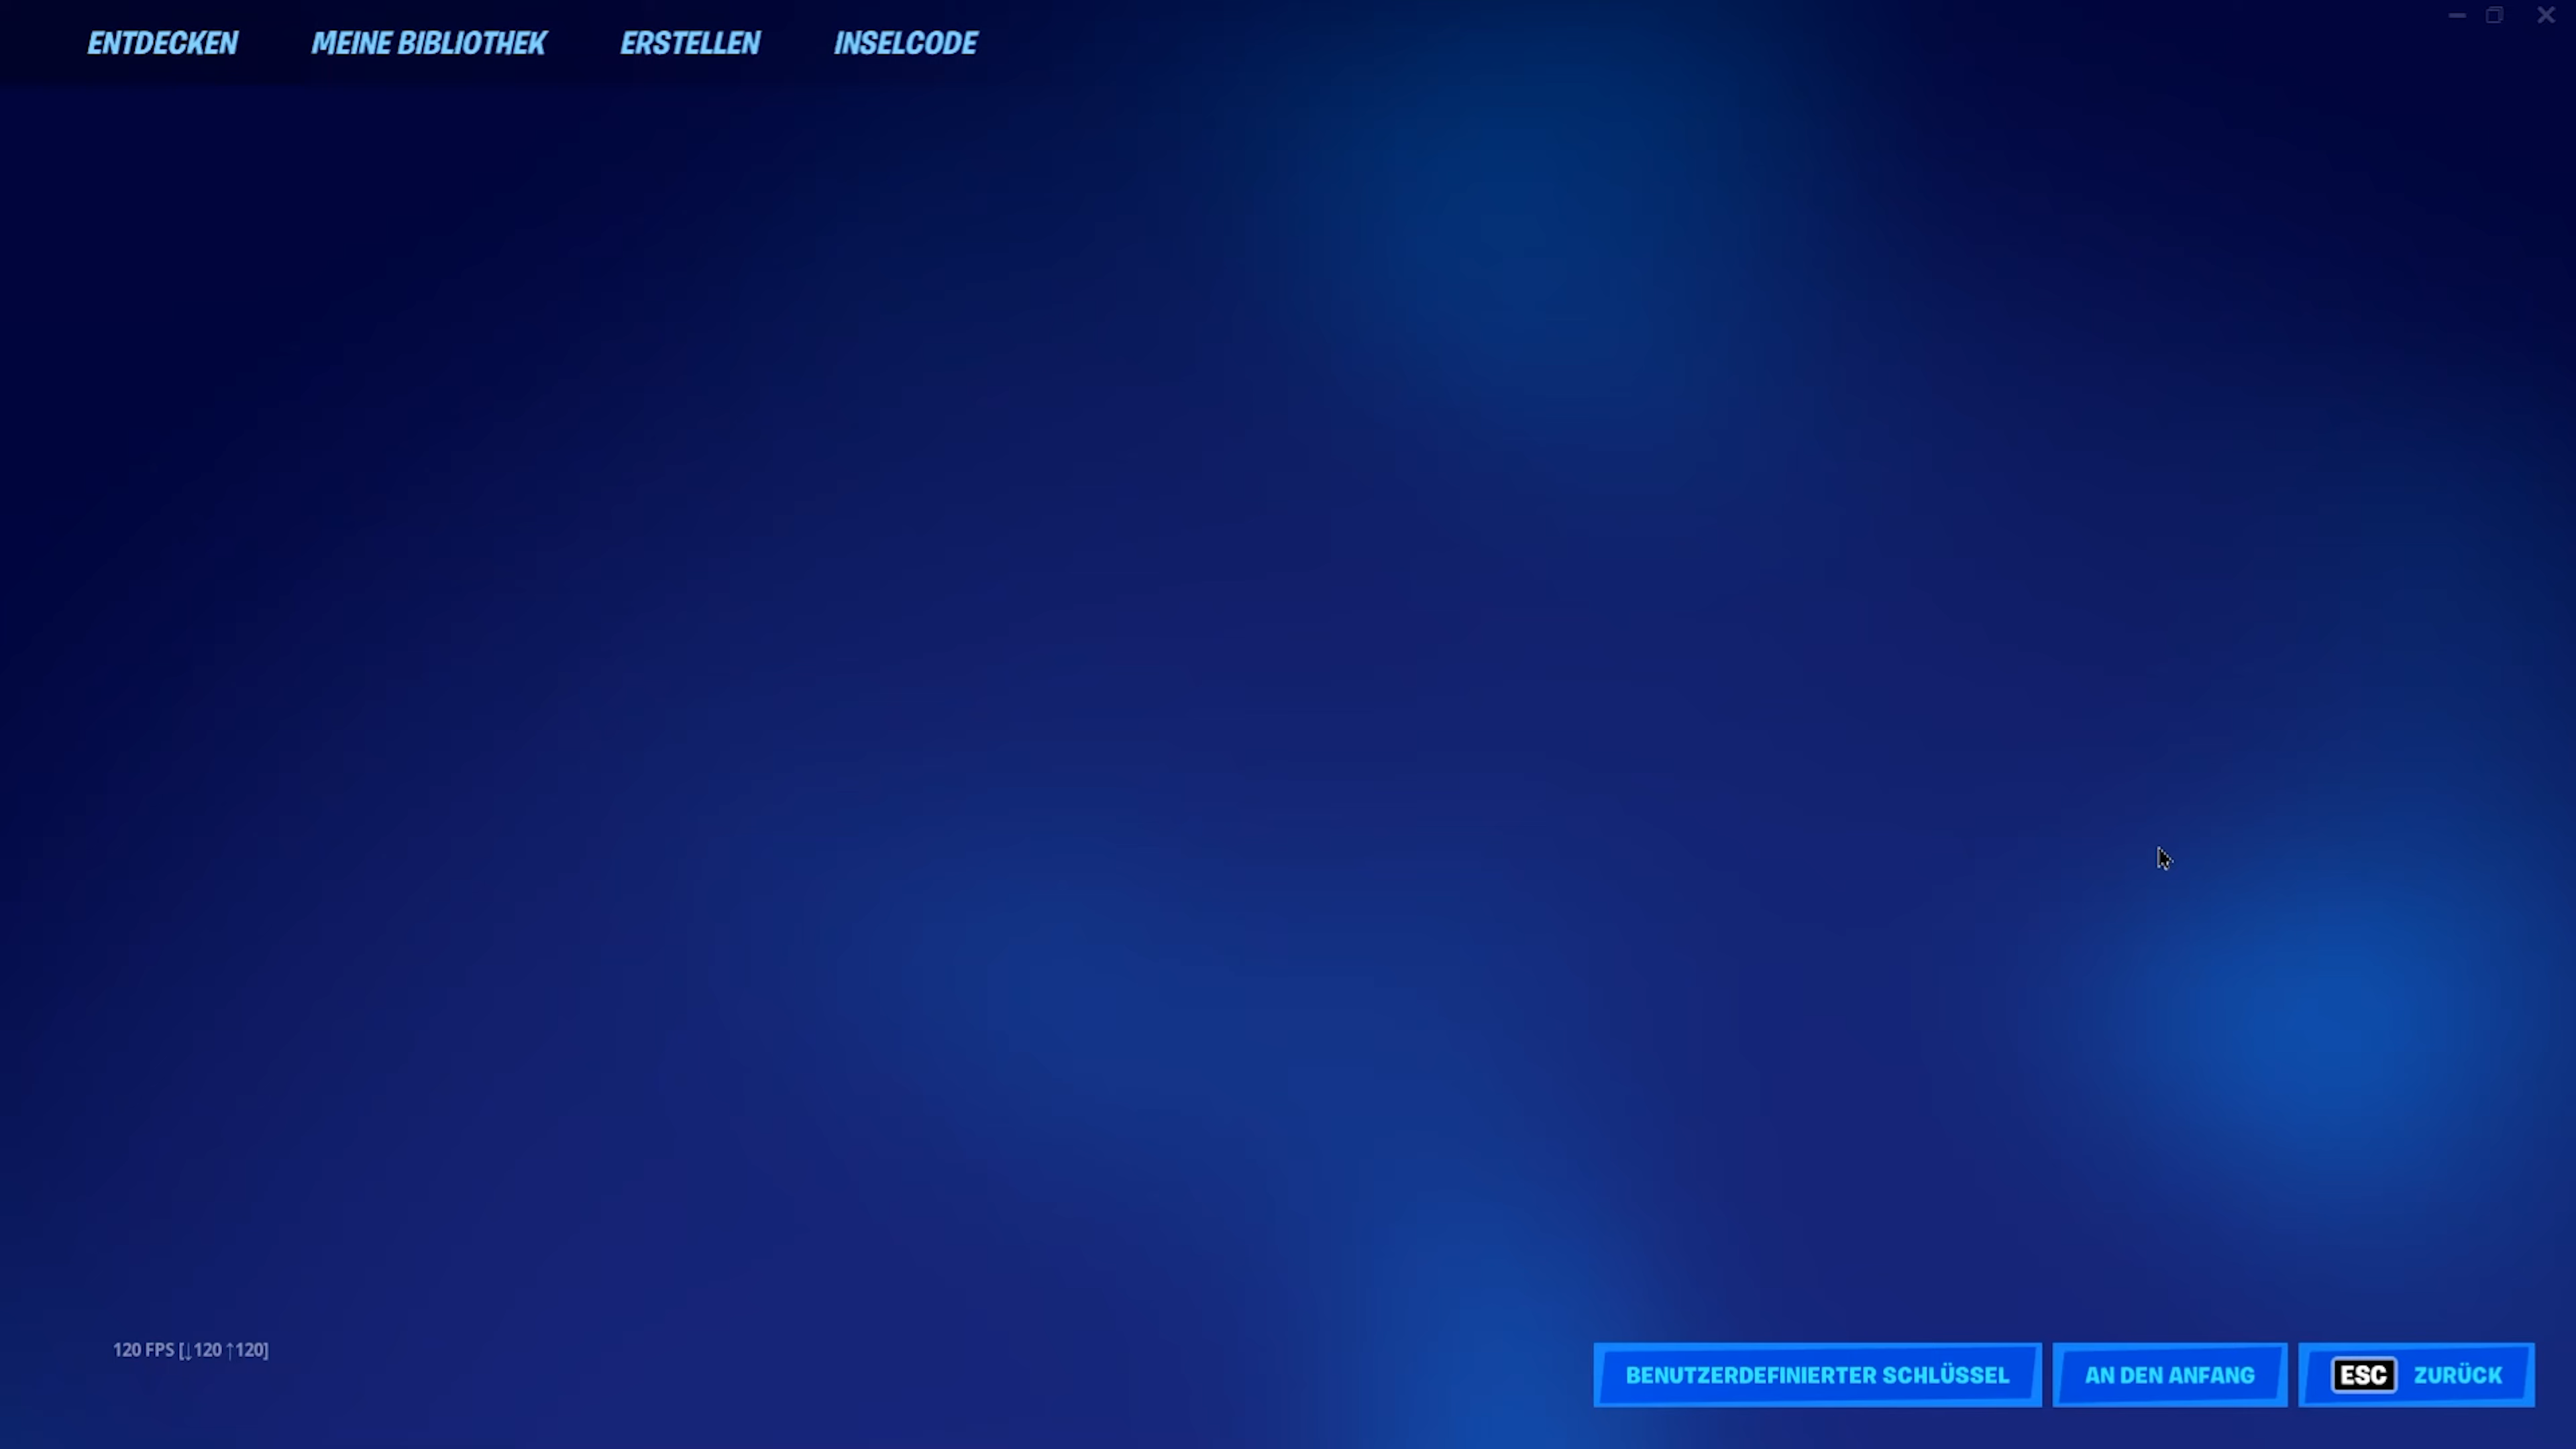 ENTDECKEN MEINE BIBLIOTHEK ERSTELLEN INSELCODE
120 FPS [↓120 ↑120]
BENUTZERDEFINIERTER SCHLÜSSEL AN DEN ANFANG ESC ZURÜCK